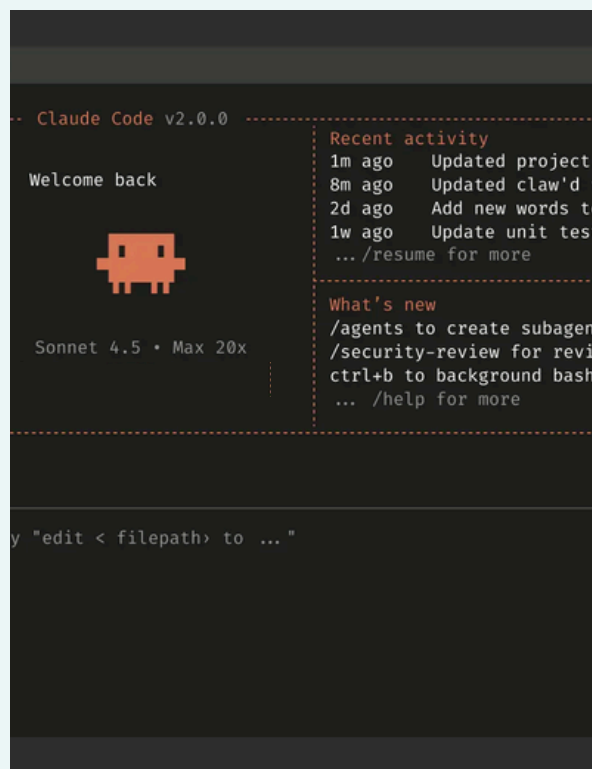 Claude Code v2.0.0
Welcome back
Sonnet 4.5 • Max 20x
Recent activity
1m ago Updated project
8m ago Updated claw'd
2d ago Add new words
1w ago Update unit
.../resume for more
What's new
/agents to create
/security-review for
ctrl+b to background bash
... /help for more
"edit < filepath› to ..."